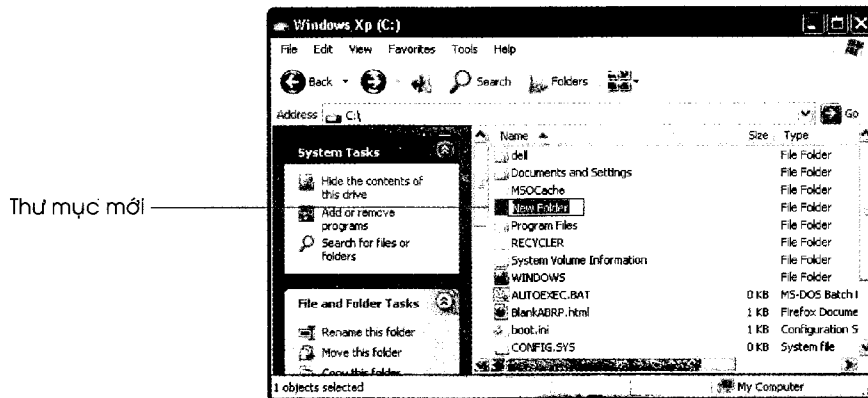 Windows Xp (C:)
File Edit View Favorites Tools Help
Back Search Folders
Address C:\ Go
Name Size Type
System Tasks
Hide the contents of this drive
Add or remove programs
Search for files or folders
File and Folder Tasks
Rename this folder
Move this folder
Copy this folder
dell File Folder
Documents and Settings File Folder
MSOCache File Folder
New Folder File Folder
Program Files File Folder
RECYCLER File Folder
System Volume Information File Folder
WINDOWS File Folder
AUTOEXEC.BAT 0 KB MS-DOS Batch
BlankABRP.html 1 KB Firefox Docume
boot.ini 1 KB Configuration S
CONFIG.SYS 0 KB System file
1 objects selected My Computer
Thư mục mới